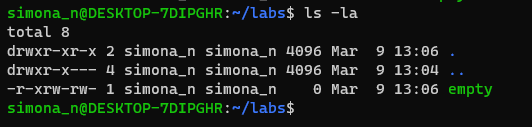 simona_n@DESKTOP-7DIPGHR:~/labs$ ls -la
total 8
drwxr-xr-x 2 simona_n simona_n 4096 Mar  9 13:06 .
drwxr-x--- 4 simona_n simona_n 4096 Mar  9 13:04 ..
-r-xrw-rw- 1 simona_n simona_n    0 Mar  9 13:06 empty
simona_n@DESKTOP-7DIPGHR:~/labs$